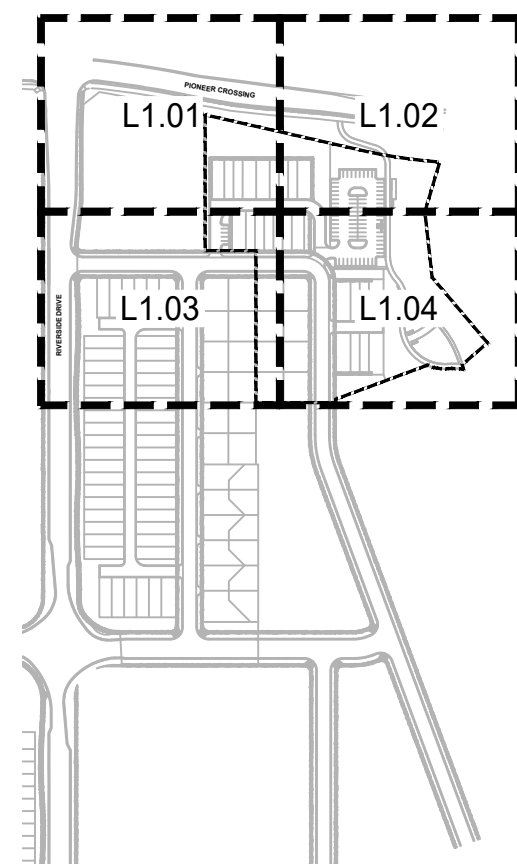 PIONEER CROSSING
L1.01
L1.02
L1.03
L1.04
RIVERSIDE DRIVE